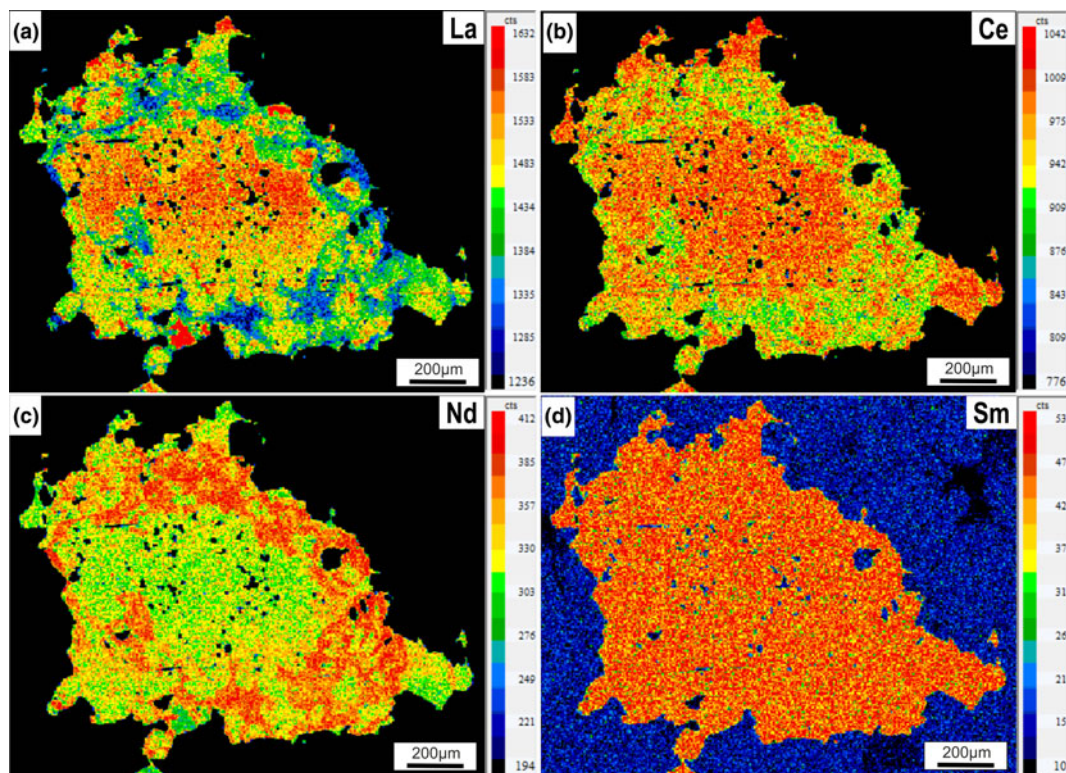 (a)
La
cts
1632
1583
1533
1483
1434
1384
1335
1285
1236
200µm
(b)
Ce
cts
1042
1009
975
942
909
876
843
809
776
200µm
(c)
Nd
cts
412
385
357
330
303
276
249
221
194
200µm
(d)
Sm
cts
53
47
42
37
31
26
21
15
10
200µm